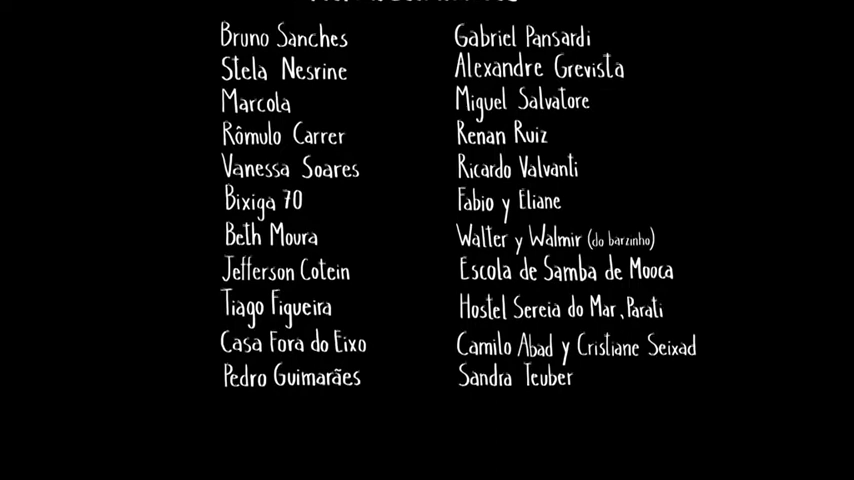 Bruno Sanches
Stela Nesrine
Marcola
Rômulo Carrer
Vanessa Soares
Bixiga 70
Beth Moura
Jefferson Cotein
Tiago Figueira
Casa Fora do Eixo
Pedro Guimarães
Gabriel Pansardi
Alexandre Grevista
Miguel Salvatore
Renan Ruiz
Ricardo Valvanti
Fabio y Eliane
Walter y Walmir (do barzinho)
Escola de Samba de Mooca
Hostel Sereia do Mar, Parati
Camilo Abad y Cristiane Seixad
Sandra Teuber